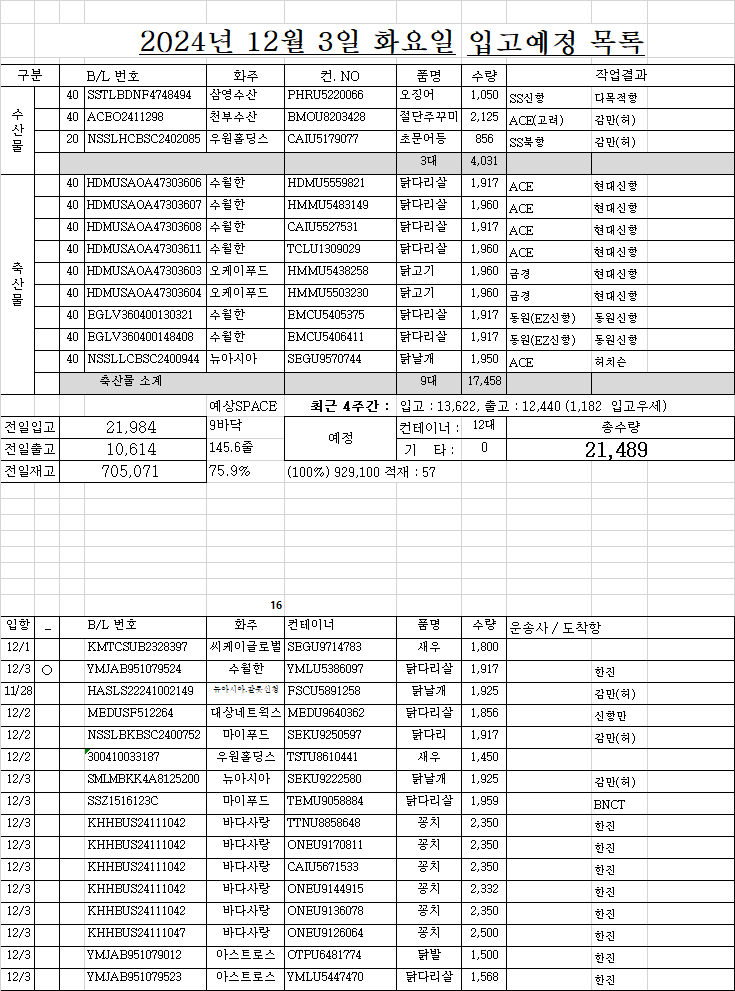 2024년 12월 3일 화요일 입고예정 목록
구분 B/L 번호 화주 컨. NO 품명 수량 작업결과
수산물
40 SSTLBDNF4748494 삼영수산 PHRU5220066 오징어 1,050 SS신항 다목적항
40 ACBO2411298 천부수산 BMOU8203428 절단주꾸미 2,125 ACE(고려) 감만(허)
20 NSSLHCBSC2402085 우원홀딩스 CAIU5179077 초문어등 856 SS북항 감만(허)
3대 4,031
축산물
40 HDMUSAOA47303606 수월한 HDMU5559821 닭다리살 1,917 ACE 현대신항
40 HDMUSAOA47303607 수월한 HMMU5483149 닭다리살 1,960 ACE 현대신항
40 HDMUSAOA47303608 수월한 CAIU5527531 닭다리살 1,917 ACE 현대신항
40 HDMUSAOA47303611 수월한 TCLU1309029 닭다리살 1,960 ACE 현대신항
40 HDMUSAOA47303603 오케이푸드 HMMU5438258 닭고기 1,960 금경 현대신항
40 HDMUSAOA47303604 오케이푸드 HMMU5503230 닭고기 1,960 금경 현대신항
40 EGLV360400130321 수월한 EMCU5405375 닭다리살 1,917 동원(EZ신항) 동원신항
40 EGLV360400148408 수월한 EMCU5406411 닭다리살 1,917 동원(EZ신항) 동원신항
40 NSSLLCBSC2400944 뉴아시아 SEGU9570744 닭날개 1,950 ACE 허치슨
축산물 소계 9대 17,458
예상SPACE 최근 4주간 : 입고 : 13,622, 출고 : 12,440 (1,182 입고우세)
전일입고 21,984 9바닥 예정 컨테이너 : 12대 총수량
전일출고 10,614 145.6줄 기 타 : 0 21,489
전일재고 705,071 75.9% (100%) 929,100 적재 : 57
16
입항 _ B/L 번호 화주 컨테이너 품명 수량 운송사 / 도착항
12/1 KMTCSUB2328397 씨케이글로벌 SEGU9714783 새우 1,800
12/3 ○ YMJAB951079524 수월한 YMLU5386097 닭다리살 1,917 한진
11/28 HASLS22241002149 뉴아시아. FSCU5891258 닭날개 1,925 감만(허)
12/2 MEDUSF512264 대상네트웍스 MEDU9640362 닭다리살 1,856 신항만
12/2 NSSLBKBSC2400752 마이푸드 SEKU9250597 닭다리 1,917 감만(허)
12/2 300410033187 우원홀딩스 TSTU8610441 새우 1,450
12/3 SMLMBKK4A8125200 뉴아시아 SEKU9222580 닭날개 1,925 감만(허)
12/3 SSZ1516123C 마이푸드 TEMU9058884 닭다리살 1,959 BNCT
12/3 KHHBUS24111042 바다사랑 TTNU8858648 꽁치 2,350 한진
12/3 KHHBUS24111042 바다사랑 ONEU9170811 꽁치 2,350 한진
12/3 KHHBUS24111042 바다사랑 CAIU5671533 꽁치 2,350 한진
12/3 KHHBUS24111042 바다사랑 ONEU9144915 꽁치 2,332 한진
12/3 KHHBUS24111042 바다사랑 ONEU9136078 꽁치 2,350 한진
12/3 KHHBUS24111047 바다사랑 ONEU9126064 꽁치 2,500 한진
12/3 YMJAB951079012 아스트로스 OTPU6481774 닭발 1,500 한진
12/3 YMJAB951079523 아스트로스 YMLU5447470 닭다리살 1,568 한진